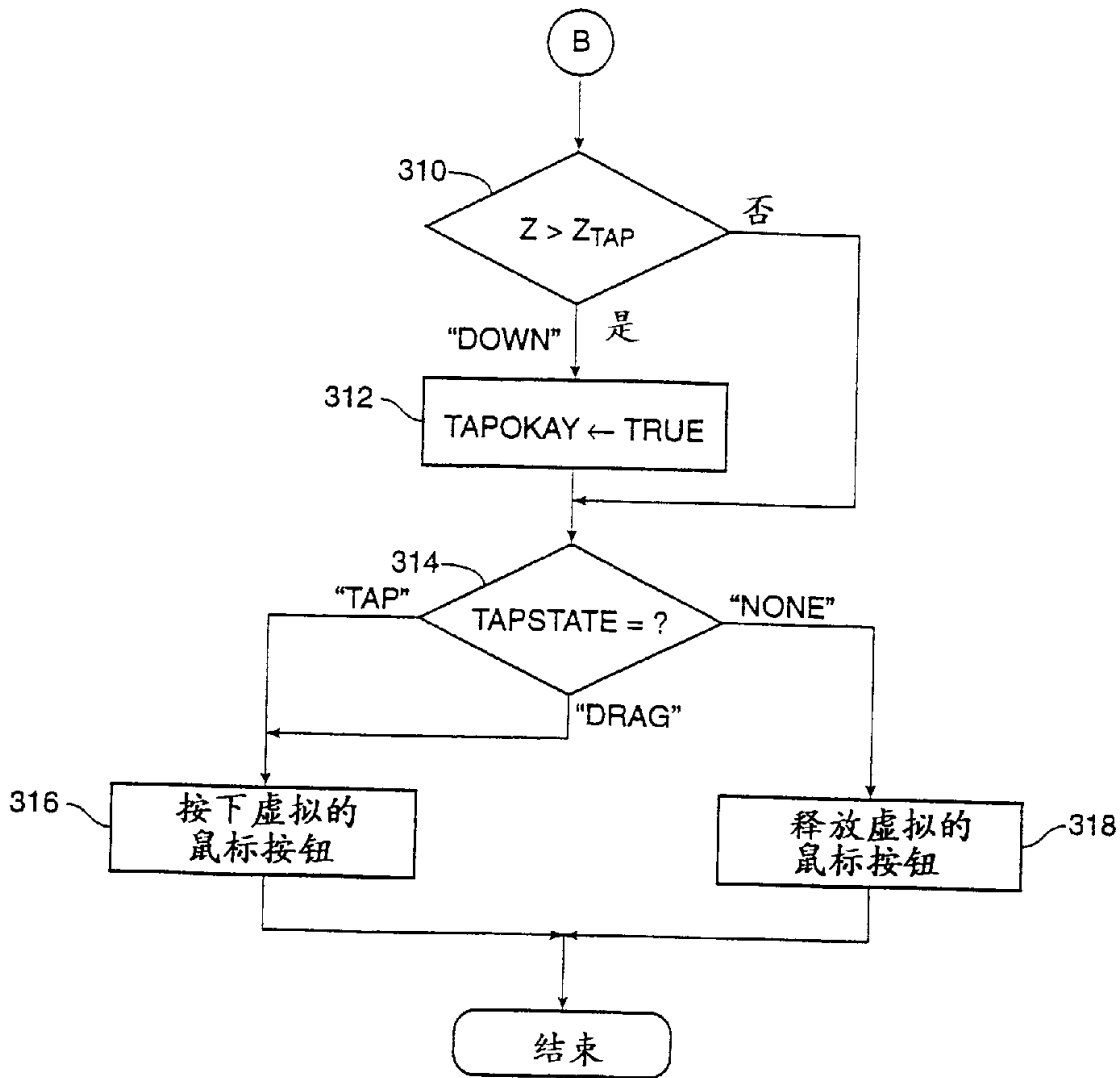 B
310
Z > ZTAP
否
"DOWN"
是
312
TAPOKAY ← TRUE
314
"TAP"
TAPSTATE = ?
"NONE"
"DRAG"
316
按下虚拟的
鼠标按钮
释放虚拟的
鼠标按钮
318
结束